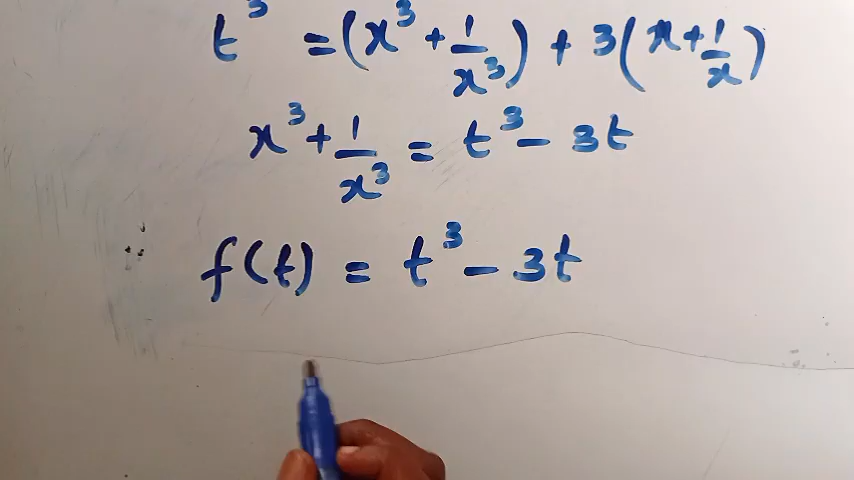 t³ = (x³ + 1/x³) + 3(x + 1/x)
x³ + 1/x³ = t³ - 3t
f(t) = t³ - 3t